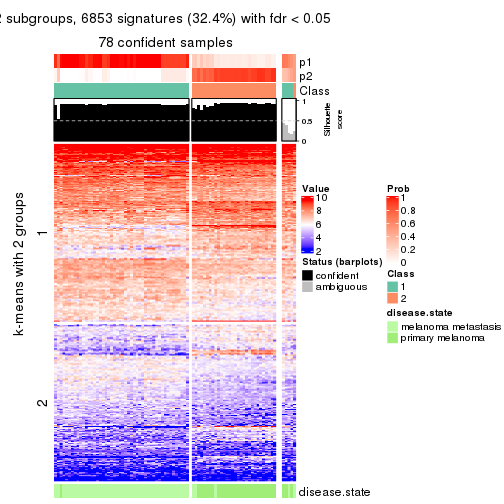 2 subgroups, 6853 signatures (32.4%) with fdr < 0.05
78 confident samples
p1
p2
Class
1
0.5
0
Silhouette
score
k-means with 2 groups
1
2
Value
10
8
6
4
2
Status (barplots)
confident
ambiguous
Prob
1
0.8
0.6
0.4
0.2
0
Class
1
2
disease.state
melanoma metastasis
primary melanoma
disease.state